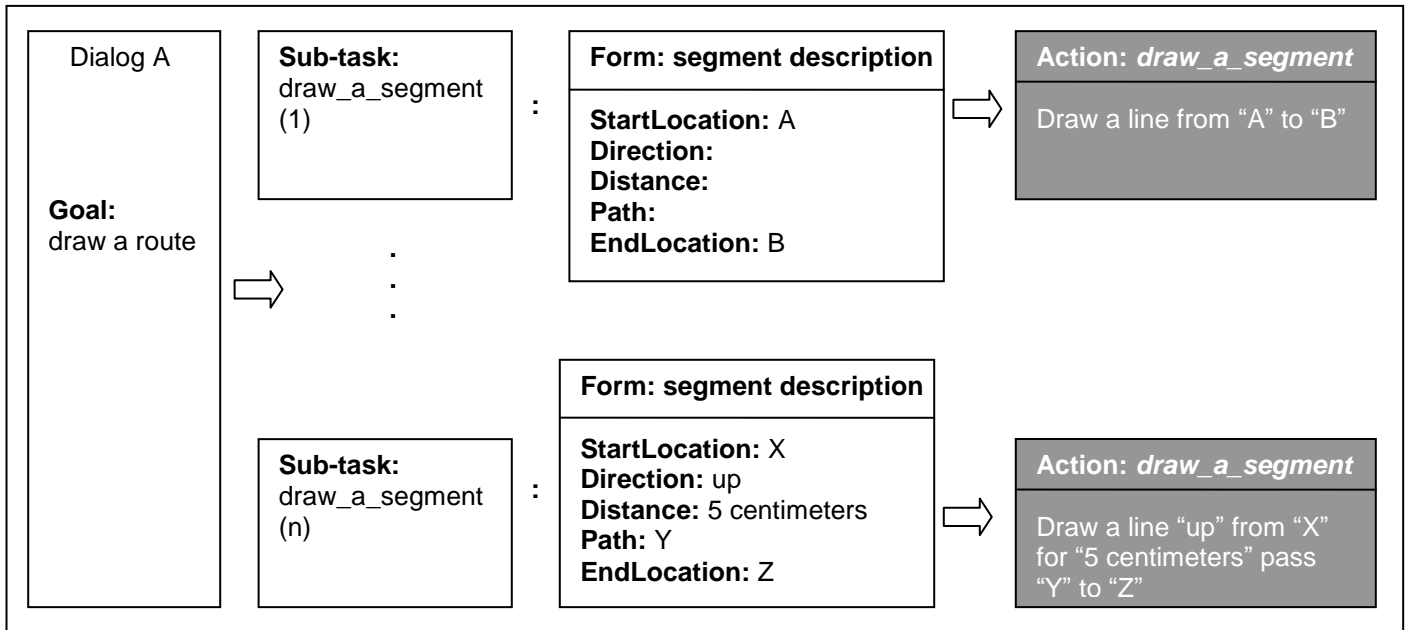 Dialog A
Goal:
draw a route
Sub-task:
draw_a_segment
(1)
:
Form: segment description
StartLocation: A
Direction:
Distance:
Path:
EndLocation: B
Action: draw_a_segment
Draw a line from “A” to “B”
.
.
.
Sub-task:
draw_a_segment
(n)
:
Form: segment description
StartLocation: X
Direction: up
Distance: 5 centimeters
Path: Y
EndLocation: Z
Action: draw_a_segment
Draw a line “up” from “X”
for “5 centimeters” pass
“Y” to “Z”